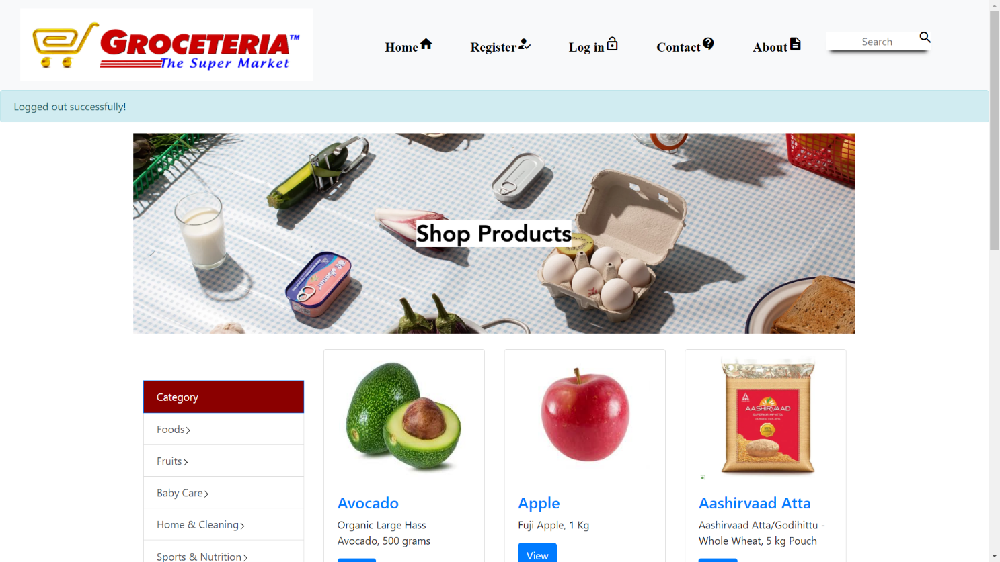 GROCETERIA™
The Super Market
Home
Register
Log in
Contact
About
Search
Logged out successfully!
Shop Products
Category
Foods
Fruits
Baby Care
Home & Cleaning
Sports & Nutrition
AASHIRVAAD
Avocado
Organic Large Hass
Avocado, 500 grams
Apple
Fuji Apple, 1 Kg
View
Aashirvaad Atta
Aashirvaad Atta/Godihittu -
Whole Wheat, 5 kg Pouch